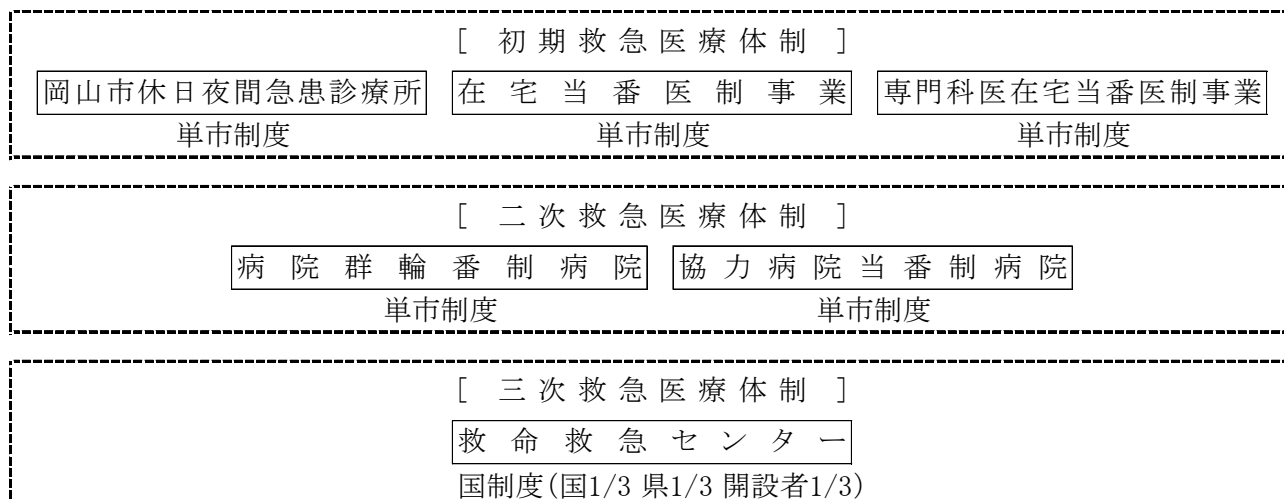 [ 初期救急医療体制 ]
岡山市休日夜間急患診療所 在宅当番医制事業 専門科医在宅当番医制事業
単市制度 単市制度 単市制度
[ 二次救急医療体制 ]
病院群輪番制病院 協力病院当番制病院
単市制度 単市制度
[ 三次救急医療体制 ]
救命救急センター
国制度(国1/3 県1/3 開設者1/3)